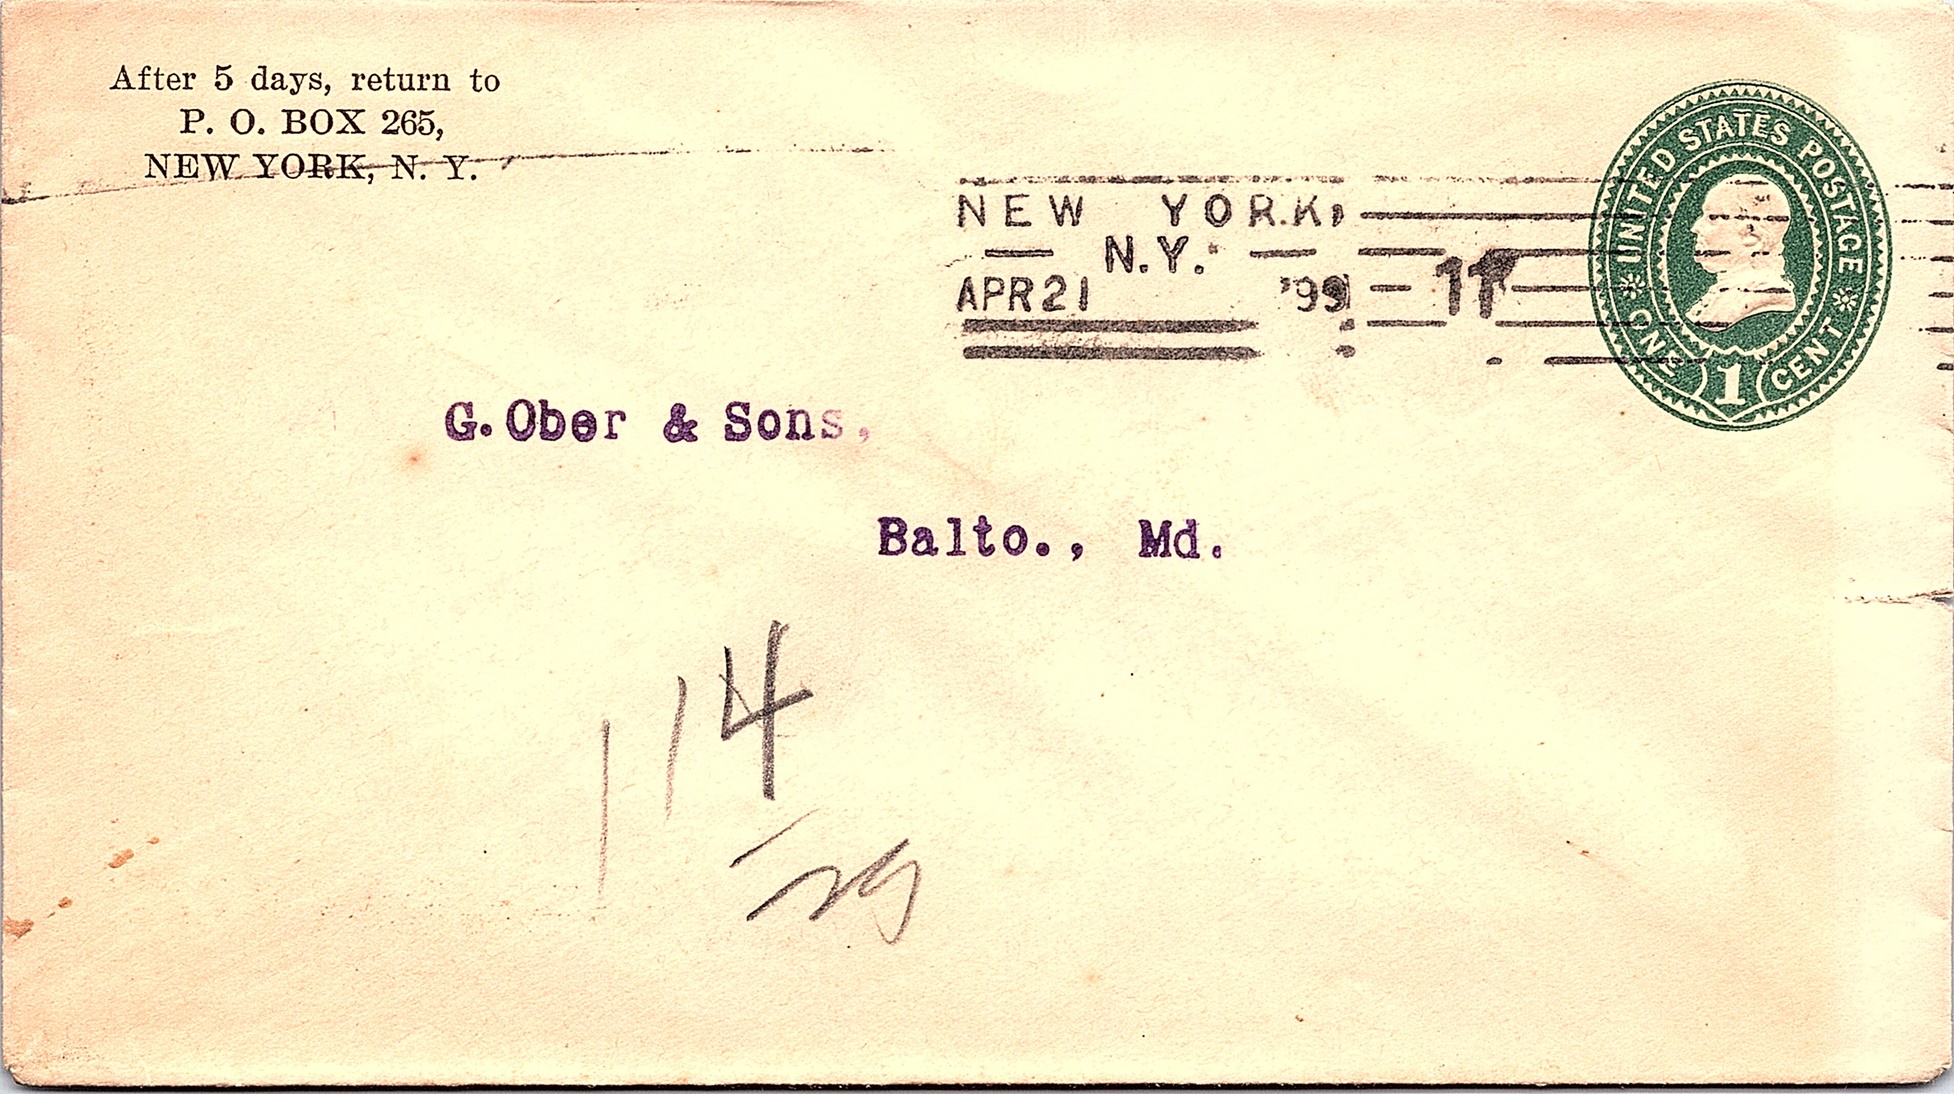 After 5 days, return to
P. O. BOX 265,
NEW YORK, N. Y.
UNITED STATES POSTAGE
ONE 1 CENT
NEW YORK,
N.Y.
APR 21 '99 — 11
G. Ober & Sons,
Balto., Md.
114